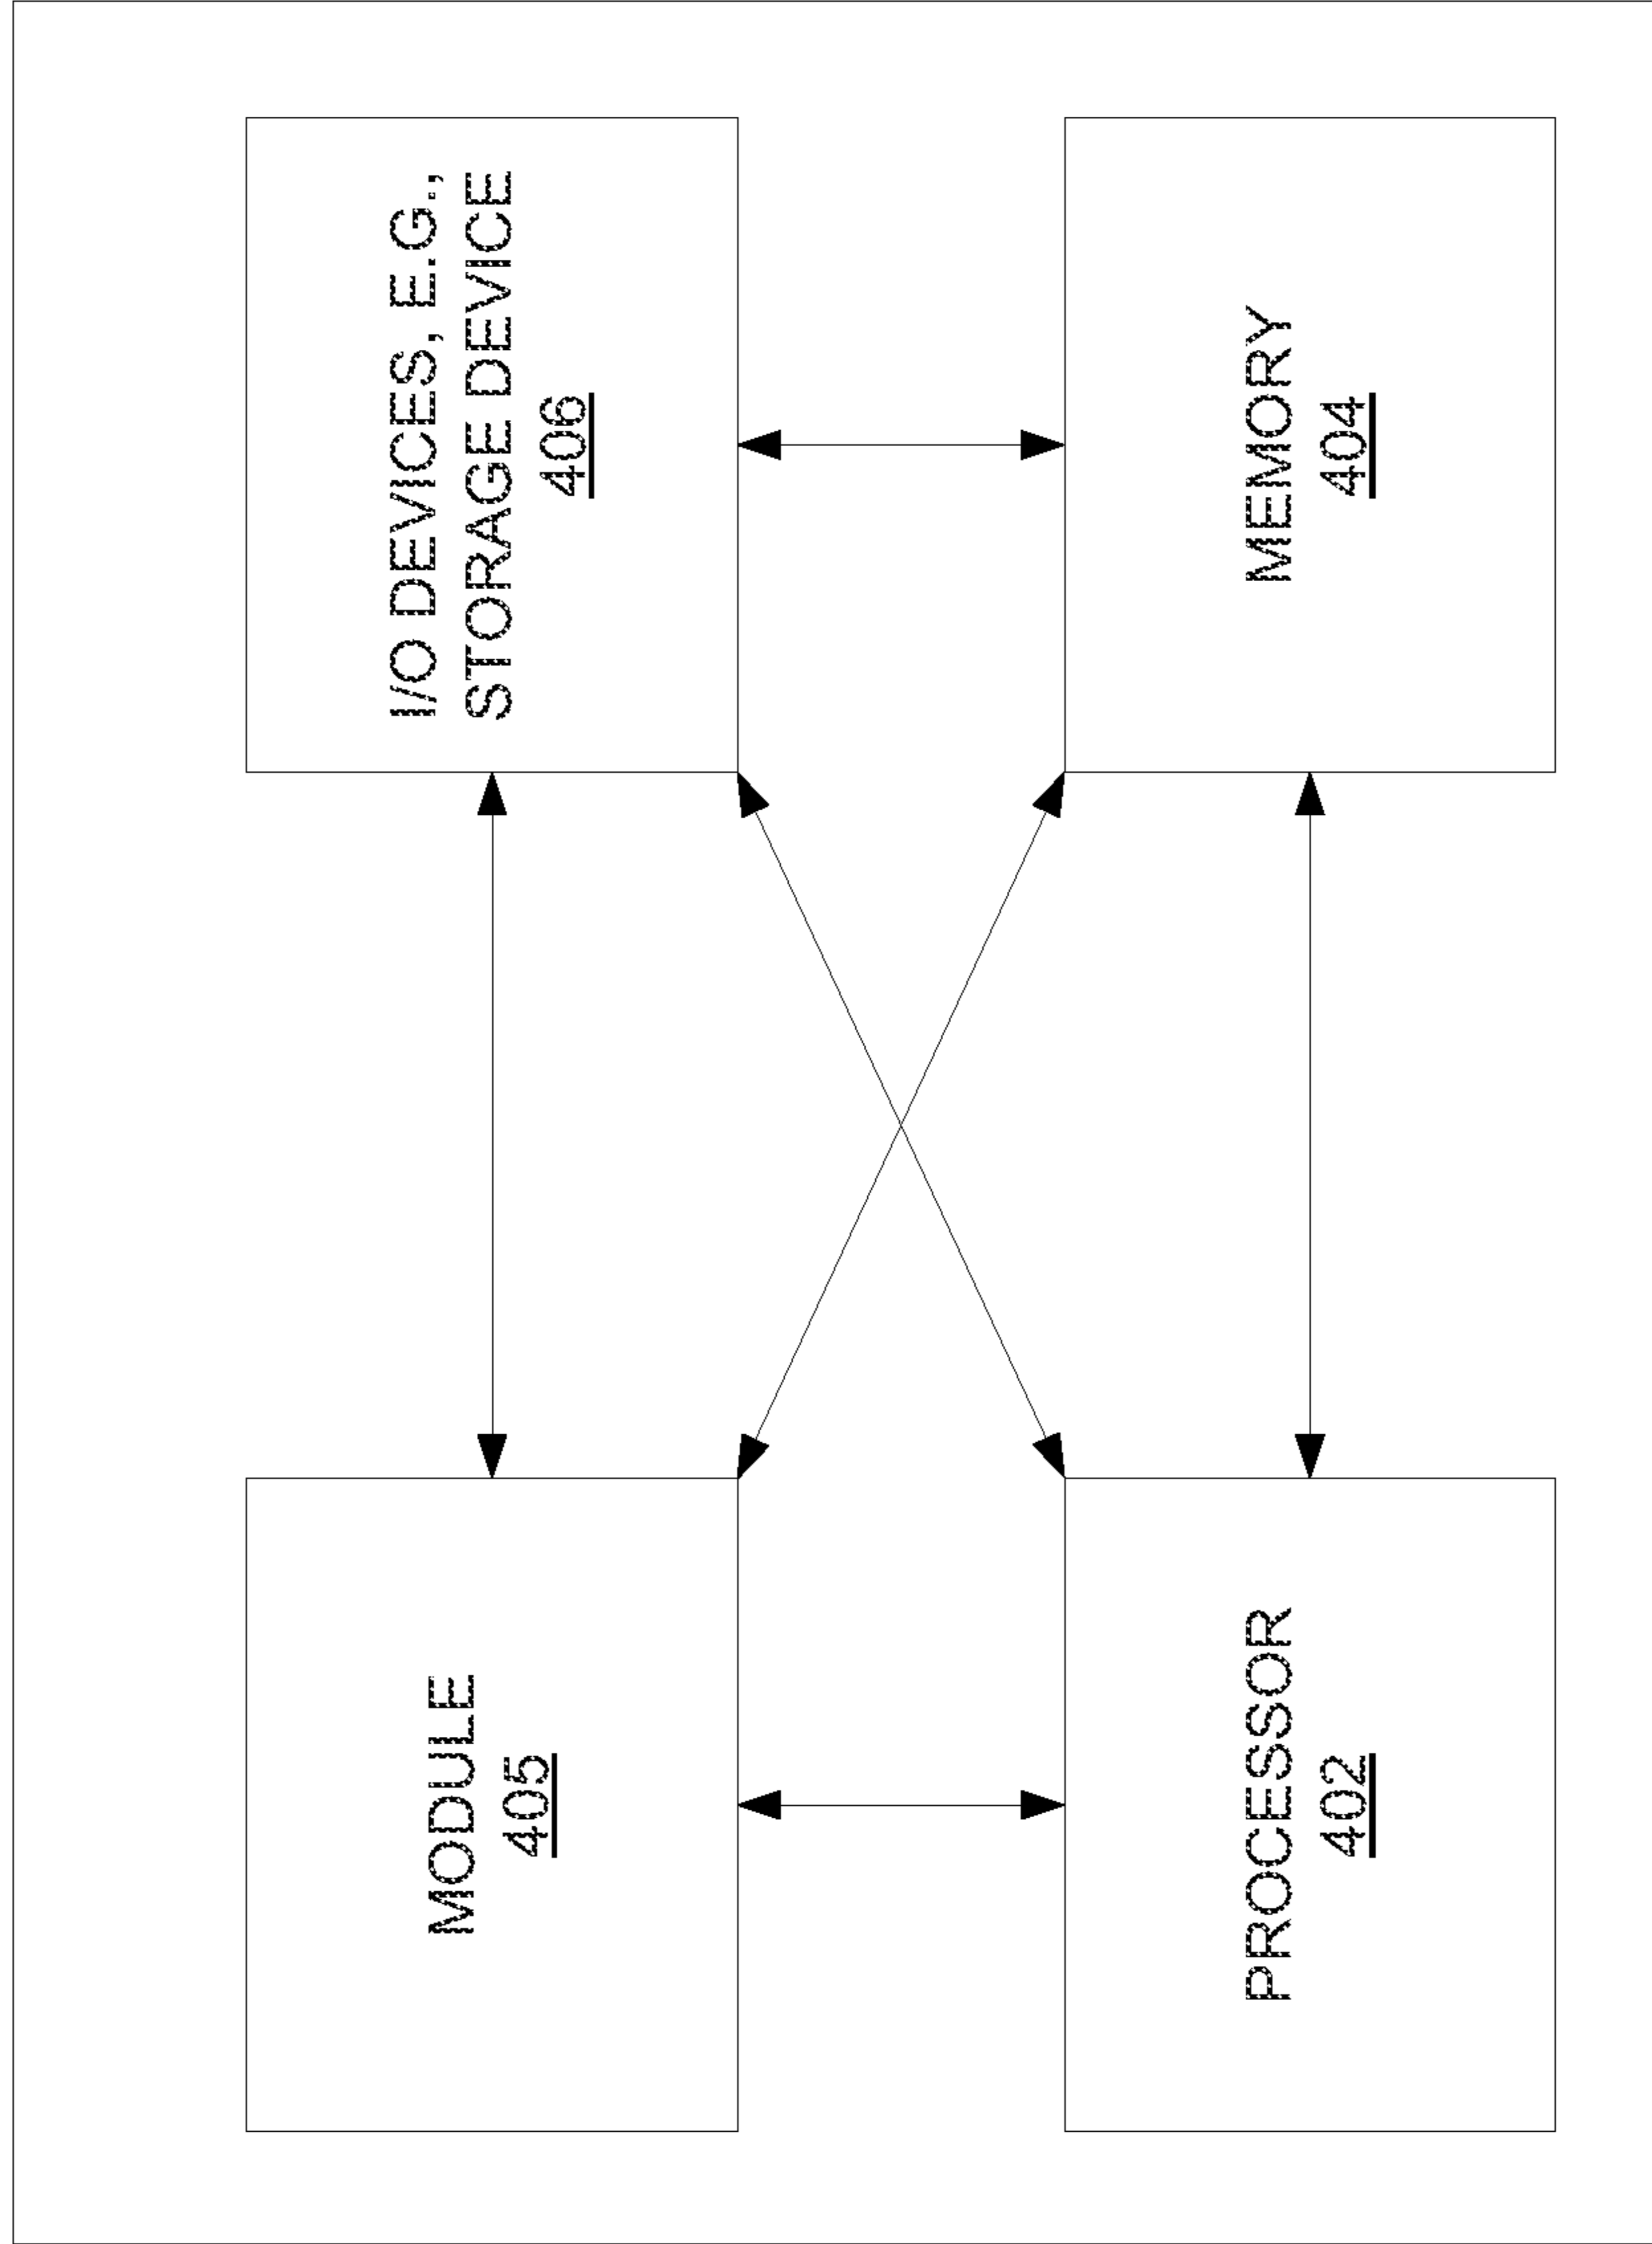 MODULE
405
I/O DEVICES, E.G.,
STORAGE DEVICE
406
PROCESSOR
402
MEMORY
404